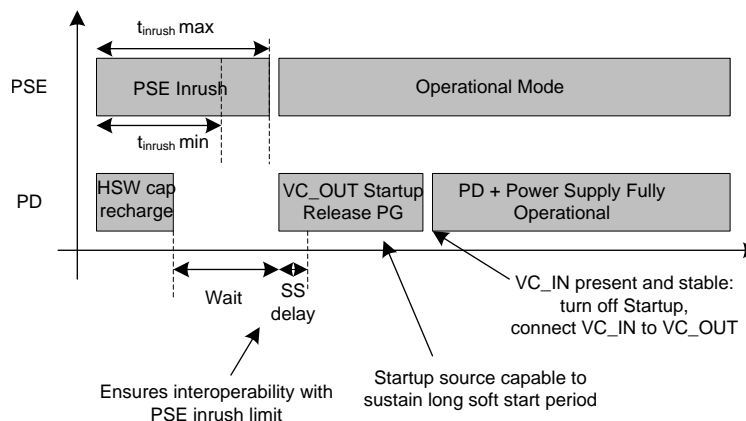 tinrush max
PSE
PSE Inrush
Operational Mode
tinrush min
PD
HSW cap
recharge
VC_OUT Startup
Release PG
PD + Power Supply Fully
Operational
Wait
SS
delay
VC_IN present and stable:
turn off Startup,
connect VC_IN to VC_OUT
Ensures interoperability with
PSE inrush limit
Startup source capable to
sustain long soft start period